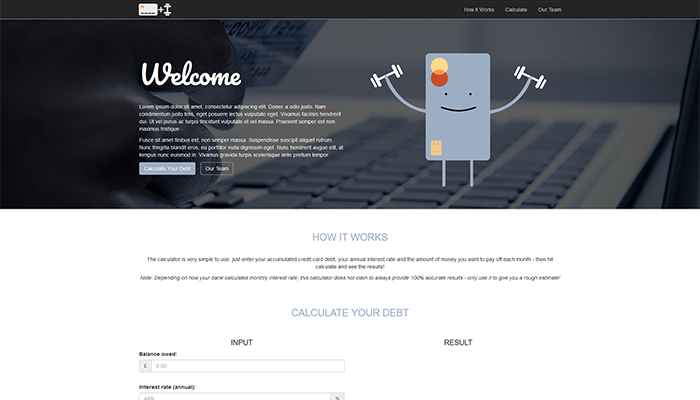 How It Works Calculate Our Team
Welcome
Lorem ipsum dolor sit amet, consectetur adipiscing elit. Donec a odio justo. Nam
condimentum justo felis, eget posuere lectus vulputate eget. Vivamus facilisis hendrerit
dui. Ut vel purus ac turpis tincidunt vulputate et vel massa. Praesent semper est non
maximus tristique.
Fusce sit amet finibus est, non semper massa. Suspendisse suscipit aliquet rutrum.
Nunc fringilla blandit eros, eu porttitor nulla dignissim eget. Nunc hendrerit augue elit, at
tempus nunc euismod in. Vivamus gravida turpis scelerisque ante pretium tempor.
Calculate Your Debt Our Team
HOW IT WORKS
The calculator is very simple to use: just enter your accumulated credit card debt, your annual interest rate and the amount of money you want to pay off each month - then hit
calculate and see the results!
Note: Depending on how your bank calculates monthly interest rate, this calculator does not claim to always provide 100% accurate results - only use it to give you a rough estimate!
CALCULATE YOUR DEBT
INPUT RESULT
Balance owed:
£ 0.00
Interest rate (annual):
APR %